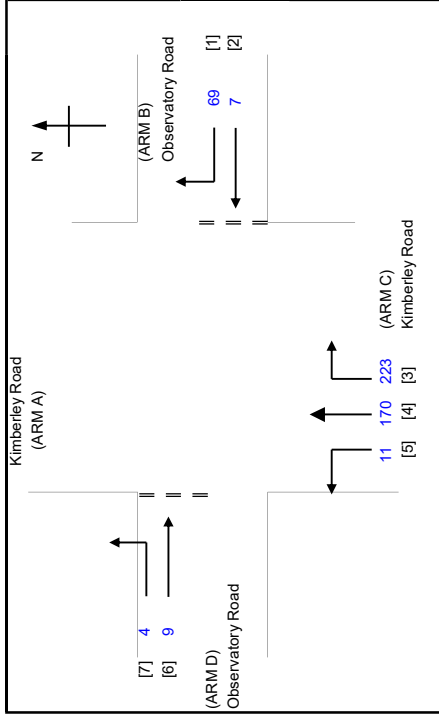 Kimberley Road
(ARM A)
N
(ARM B)
Observatory Road
69 [1]
7 [2]
[7] 4
[6] 9
(ARM D)
Observatory Road
11 170 223
[5] [4] [3]
(ARM C)
Kimberley Road